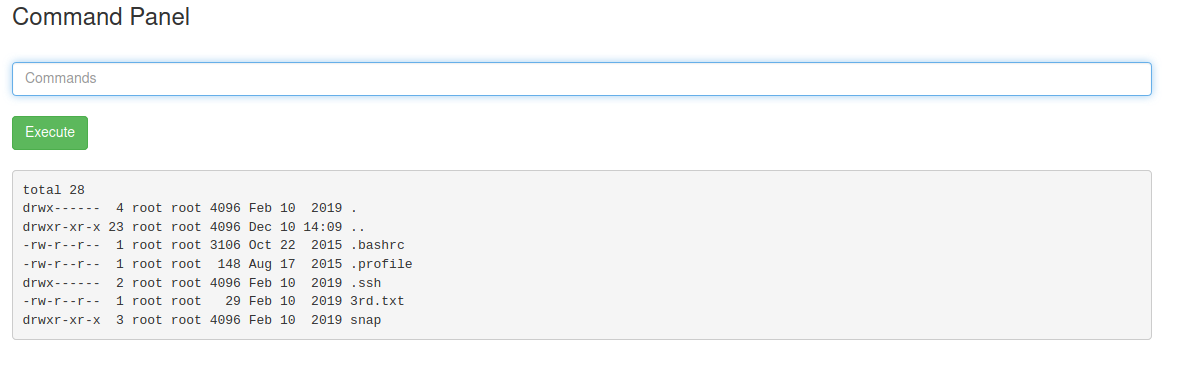 Command Panel
Commands
Execute
total 28
drwx------  4 root root 4096 Feb 10  2019 .
drwxr-xr-x 23 root root 4096 Dec 10 14:09 ..
-rw-r--r--  1 root root 3106 Oct 22  2015 .bashrc
-rw-r--r--  1 root root  148 Aug 17  2015 .profile
drwx------  2 root root 4096 Feb 10  2019 .ssh
-rw-r--r--  1 root root   29 Feb 10  2019 3rd.txt
drwxr-xr-x  3 root root 4096 Feb 10  2019 snap